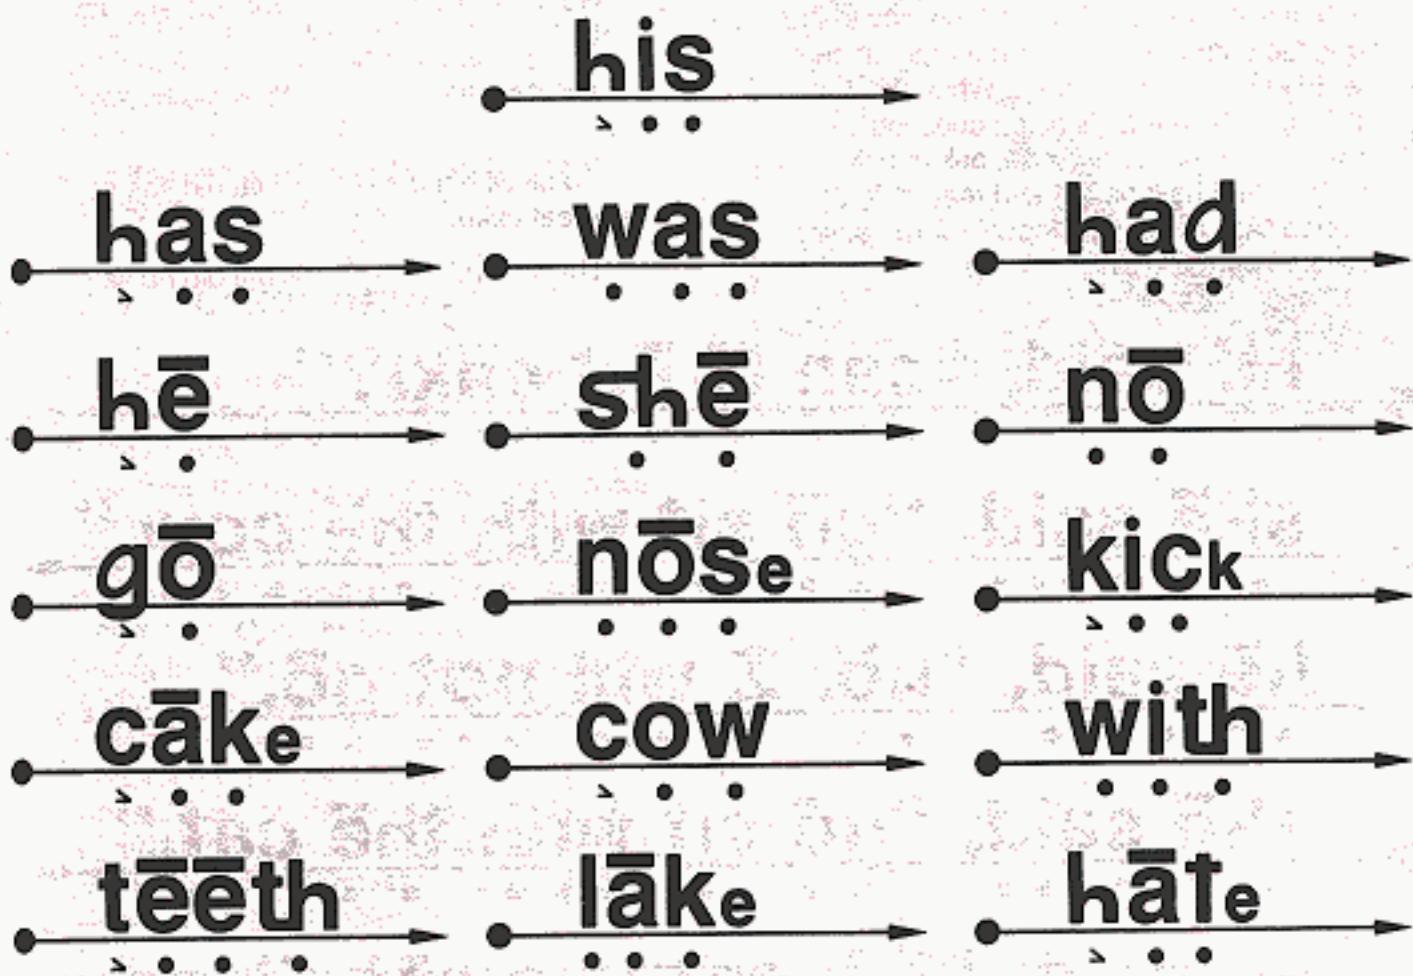 his
has was had
hē shē nō
gō nōse kick
cāke cow with
tēēth lāke hāte